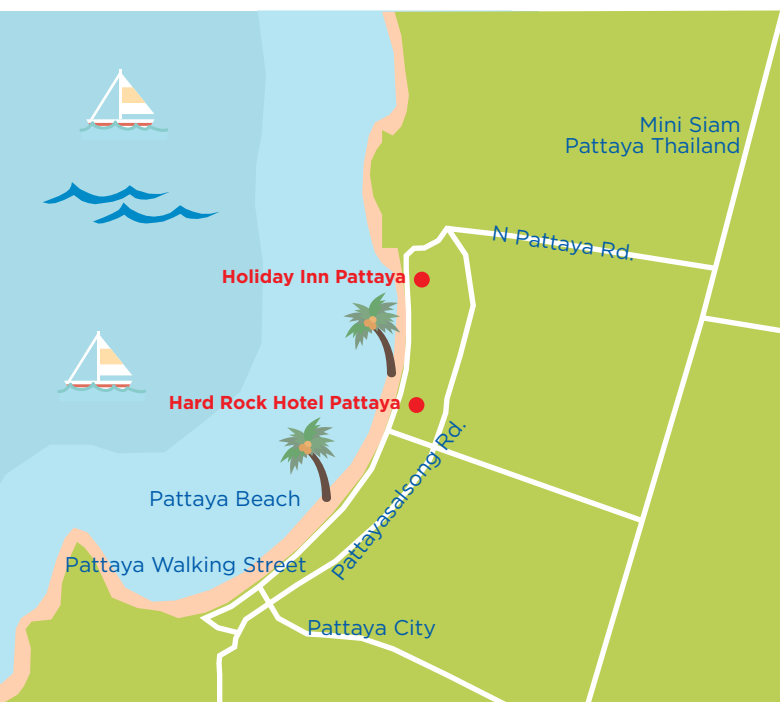 Mini Siam
Pattaya Thailand
N Pattaya Rd.
Holiday Inn Pattaya
Hard Rock Hotel Pattaya
Pattayasalsong Rd.
Pattaya Beach
Pattaya Walking Street
Pattaya City